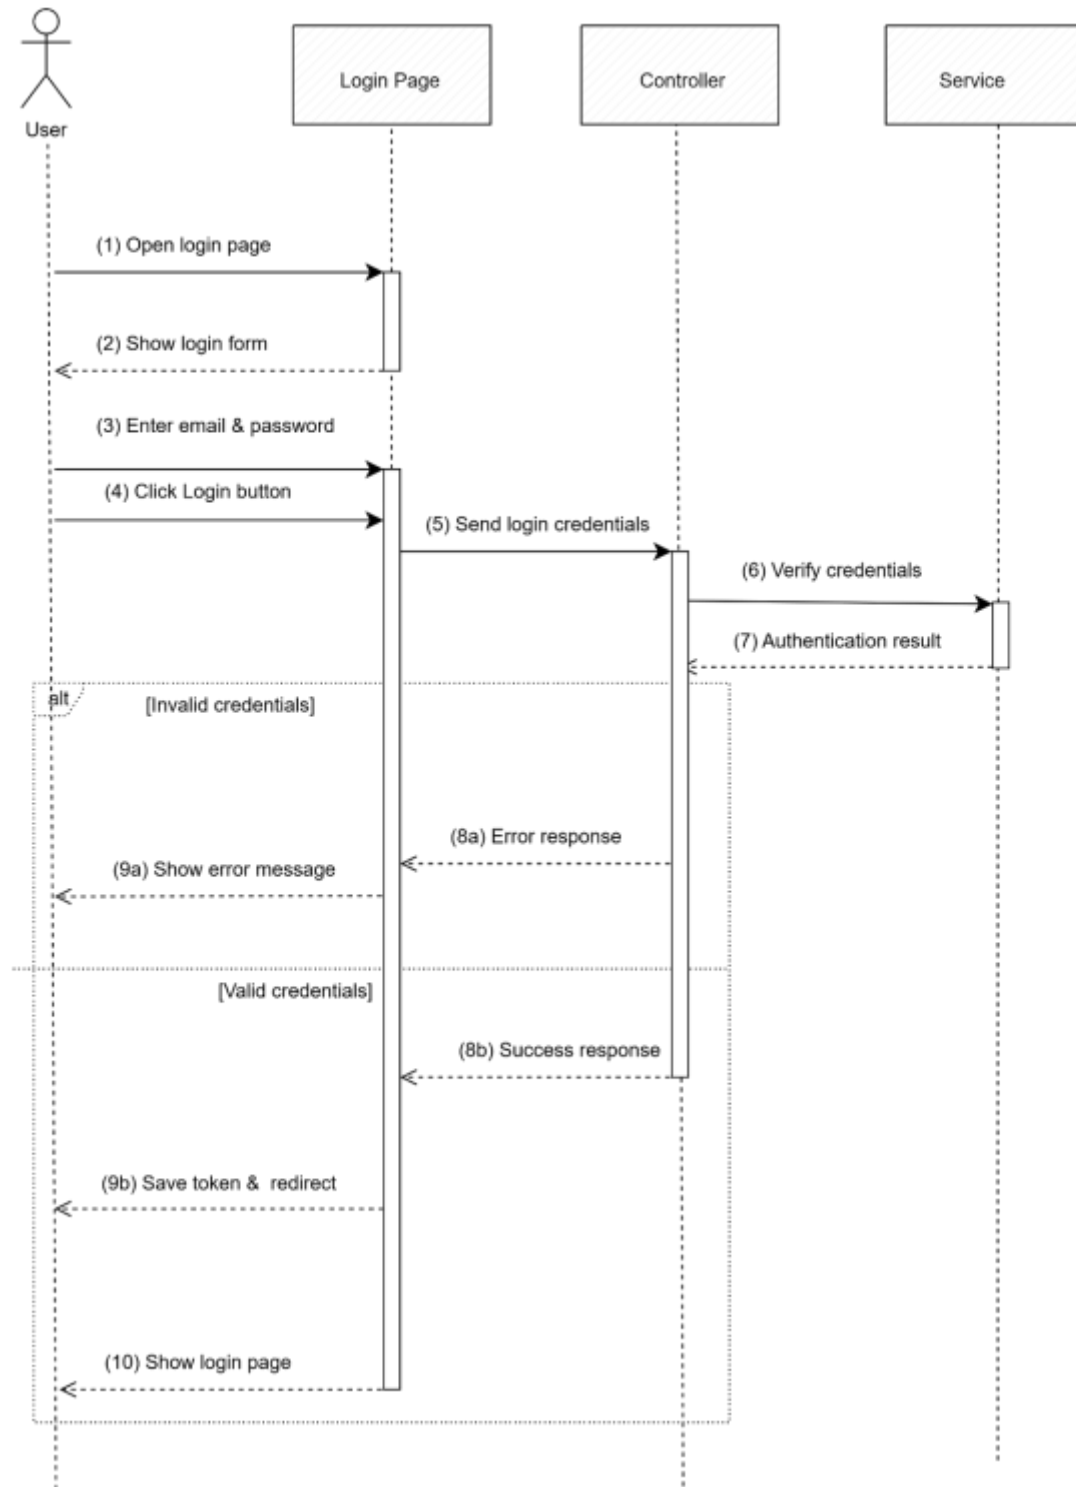 User
Login Page
Controller
Service
(1) Open login page
(2) Show login form
(3) Enter email & password
(4) Click Login button
(5) Send login credentials
(6) Verify credentials
(7) Authentication result
alt
[Invalid credentials]
(8a) Error response
(9a) Show error message
[Valid credentials]
(8b) Success response
(9b) Save token &  redirect
(10) Show login page